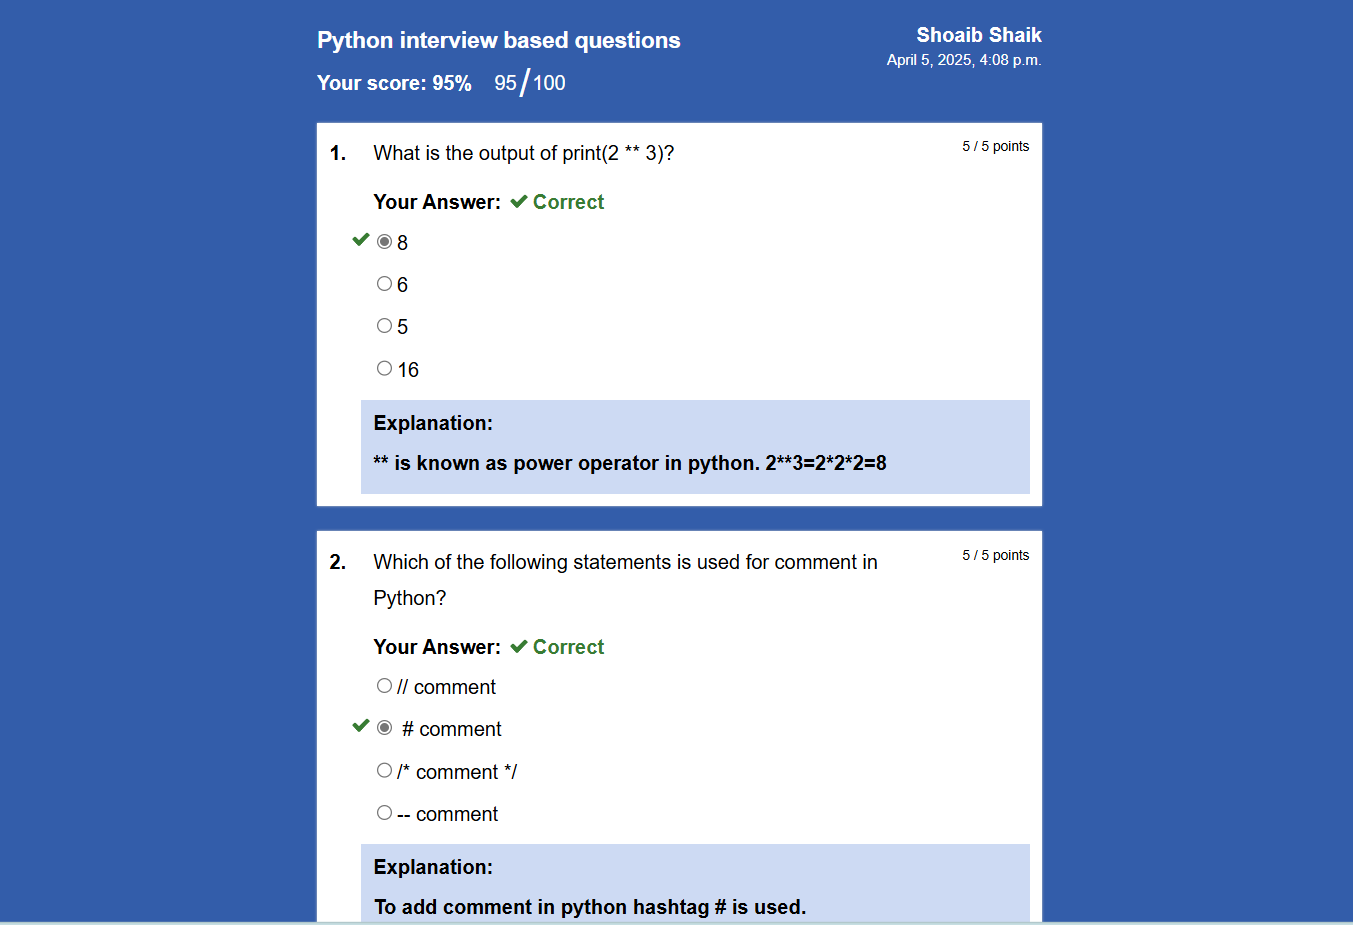 Python interview based questions
Shoaib Shaik
April 5, 2025, 4:08 p.m.
Your score: 95% 95/100
1. What is the output of print(2 ** 3)? 5 / 5 points
Your Answer: ✔ Correct
✔ 8
6
5
16
Explanation:
** is known as power operator in python. 2**3=2*2*2=8
2. Which of the following statements is used for comment in 5 / 5 points
Python?
Your Answer: ✔ Correct
// comment
✔ # comment
/* comment */
-- comment
Explanation:
To add comment in python hashtag # is used.